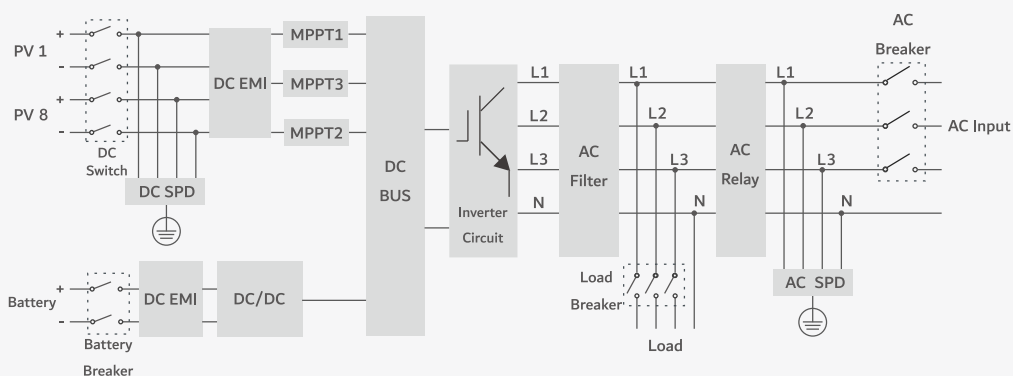 PV 1
+
-
PV 8
+
-
DC
Switch
DC SPD
DC EMI
MPPT1
MPPT3
MPPT2
DC
BUS
Battery
+
-
Battery
Breaker
DC EMI
DC/DC
Inverter
Circuit
L1
L2
L3
N
AC
Filter
L1
L2
L3
N
Load
Breaker
Load
AC
Relay
L1
L2
L3
N
AC SPD
AC
Breaker
AC Input